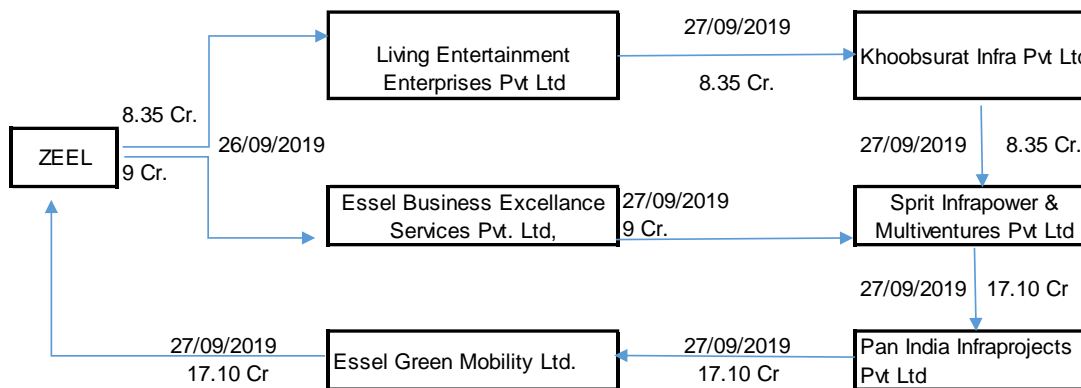 27/09/2019
Living Entertainment
Enterprises Pvt Ltd
8.35 Cr.
Khoobsurat Infra Pvt Ltd
8.35 Cr.
26/09/2019
ZEEL
9 Cr.
27/09/2019
8.35 Cr.
Essel Business Excellance
Services Pvt. Ltd,
27/09/2019
9 Cr.
Sprit Infrapower &
Multiventures Pvt Ltd
27/09/2019
17.10 Cr
27/09/2019
17.10 Cr
Essel Green Mobility Ltd.
27/09/2019
17.10 Cr
Pan India Infraprojects
Pvt Ltd